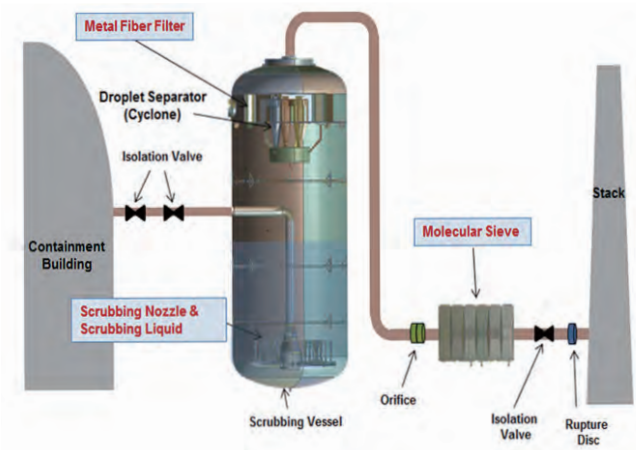 Metal Fiber Filter
Droplet Separator
(Cyclone)
Isolation Valve
Containment
Building
Scrubbing Nozzle &
Scrubbing Liquid
Scrubbing Vessel
Molecular Sieve
Orifice
Isolation
Valve
Rupture
Disc
Stack